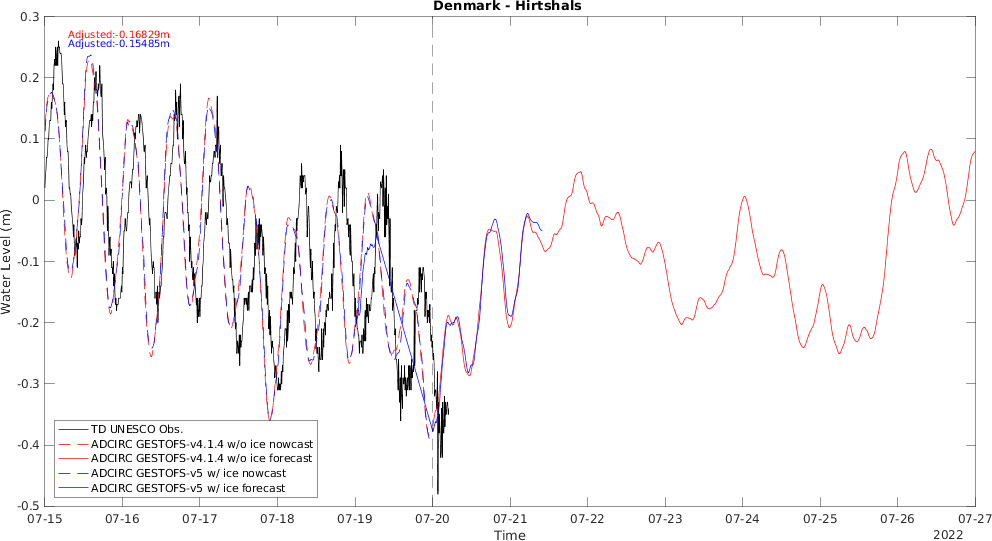 Denmark - Hirtshals
Adjusted:-0.16829m
Adjusted:-0.15485m
Water Level (m)
0.3
0.2
0.1
0
-0.1
-0.2
-0.3
-0.4
-0.5
TD UNESCO Obs.
ADCIRC GESTOFS-v4.1.4 w/o ice nowcast
ADCIRC GESTOFS-v4.1.4 w/o ice forecast
ADCIRC GESTOFS-v5 w/ ice nowcast
ADCIRC GESTOFS-v5 w/ ice forecast
07-15 07-16 07-17 07-18 07-19 07-20 07-21 07-22 07-23 07-24 07-25 07-26 07-27
Time
2022